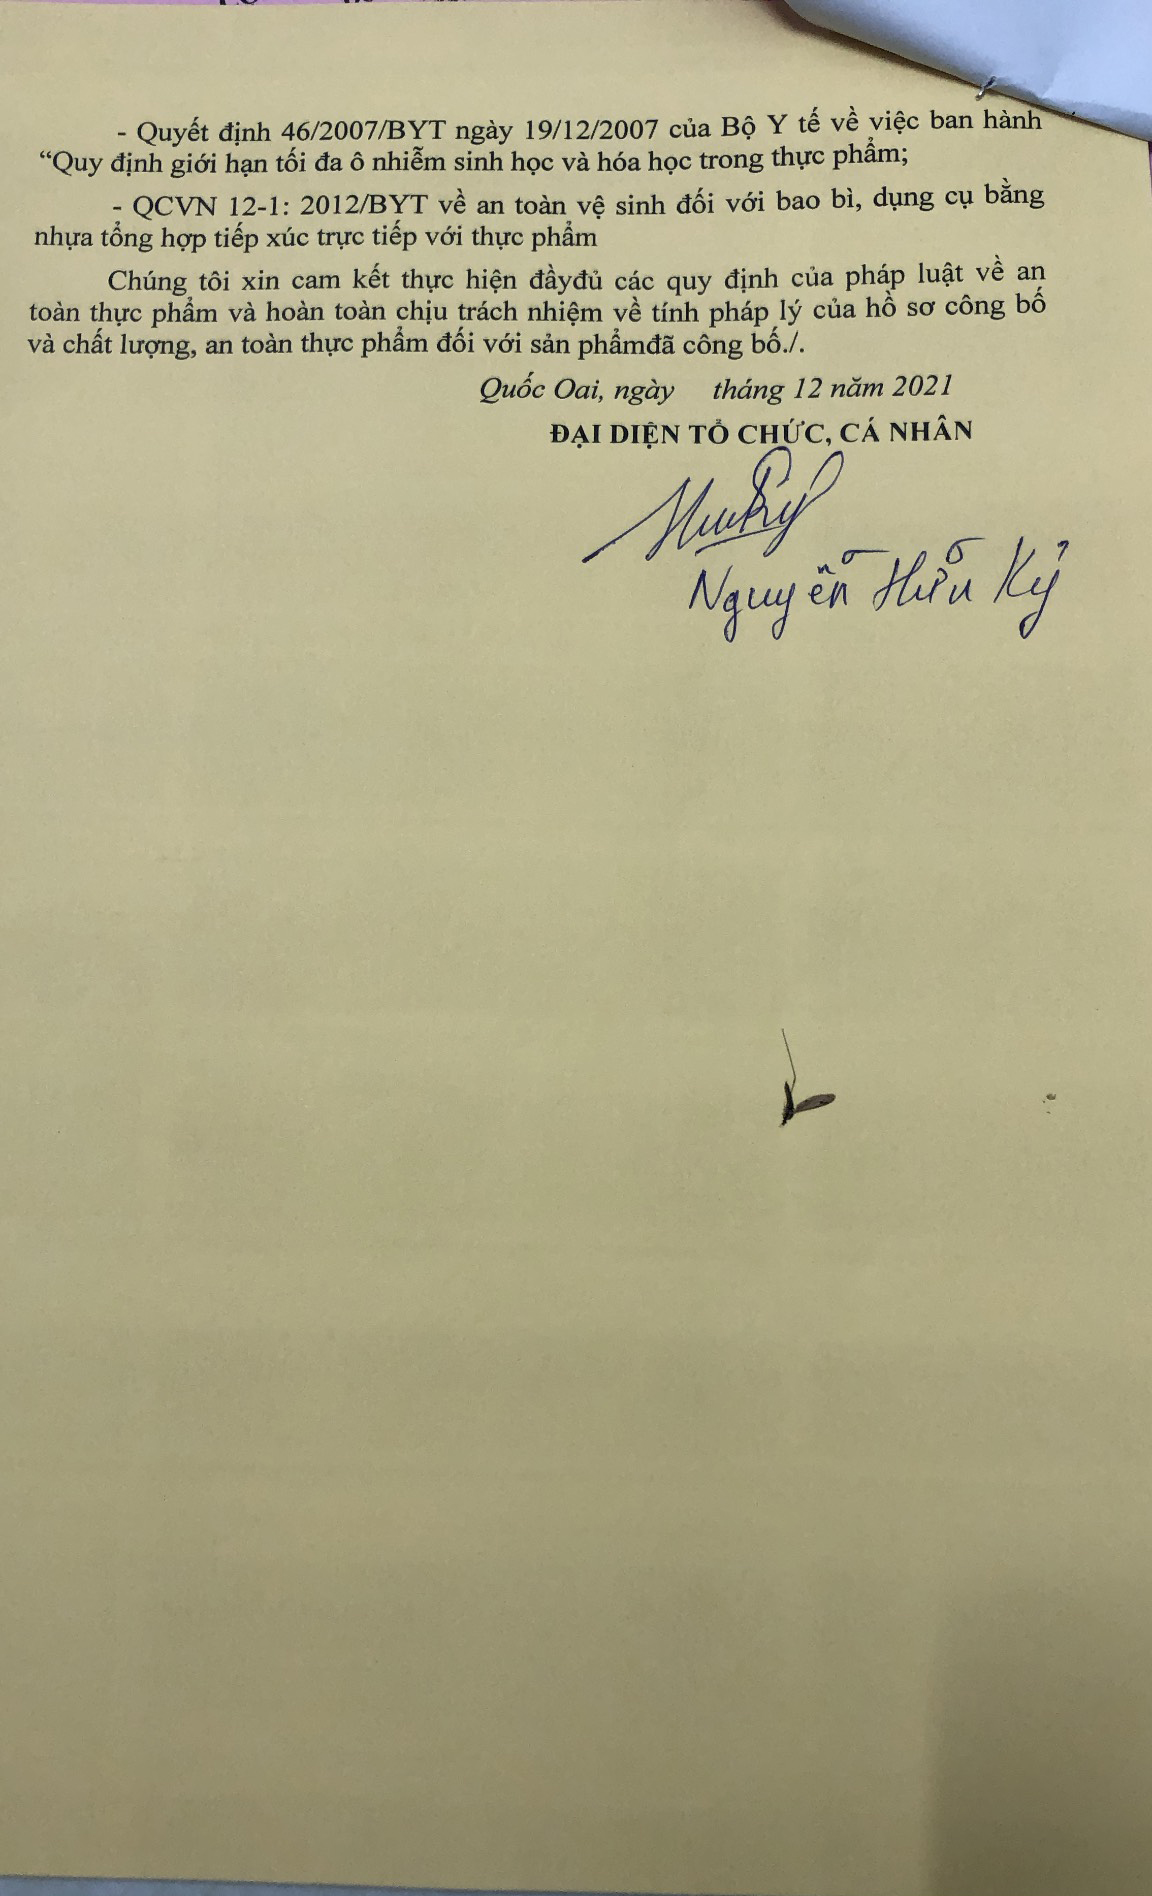 - Quyết định 46/2007/BYT ngày 19/12/2007 của Bộ Y tế về việc ban hành
“Quy định giới hạn tối đa ô nhiễm sinh học và hóa học trong thực phẩm;
- QCVN 12-1: 2012/BYT về an toàn vệ sinh đối với bao bì, dụng cụ bằng
nhựa tổng hợp tiếp xúc trực tiếp với thực phẩm
Chúng tôi xin cam kết thực hiện đầyđủ các quy định của pháp luật về an
toàn thực phẩm và hoàn toàn chịu trách nhiệm về tính pháp lý của hồ sơ công bố
và chất lượng, an toàn thực phẩm đối với sản phẩmđã công bố./.
Quốc Oai, ngày tháng 12 năm 2021
ĐẠI DIỆN TỔ CHỨC, CÁ NHÂN
Nguyễn Hữu Kỷ